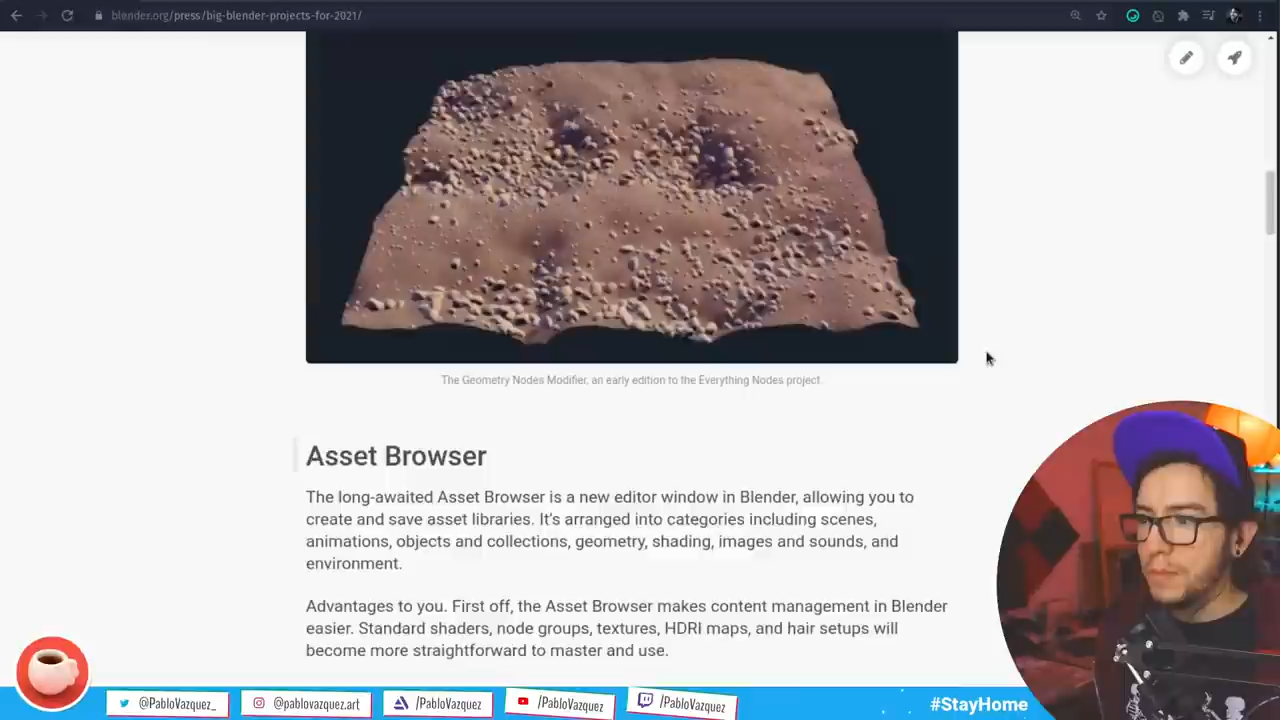 blender.org/press/big-blender-projects-for-2021/
The Geometry Nodes Modifier, an early edition to the Everything Nodes project.
Asset Browser
The long-awaited Asset Browser is a new editor window in Blender, allowing you to
create and save asset libraries. It's arranged into categories including scenes,
animations, objects and collections, geometry, shading, images and sounds, and
environment.
Advantages to you. First off, the Asset Browser makes content management in Blender
easier. Standard shaders, node groups, textures, HDRI maps, and hair setups will
become more straightforward to master and use.
@PabloVazquez_
@pablovazquez.art
/PabloVazquez
/PabloVazquez
/PabloVazquez
#StayHome